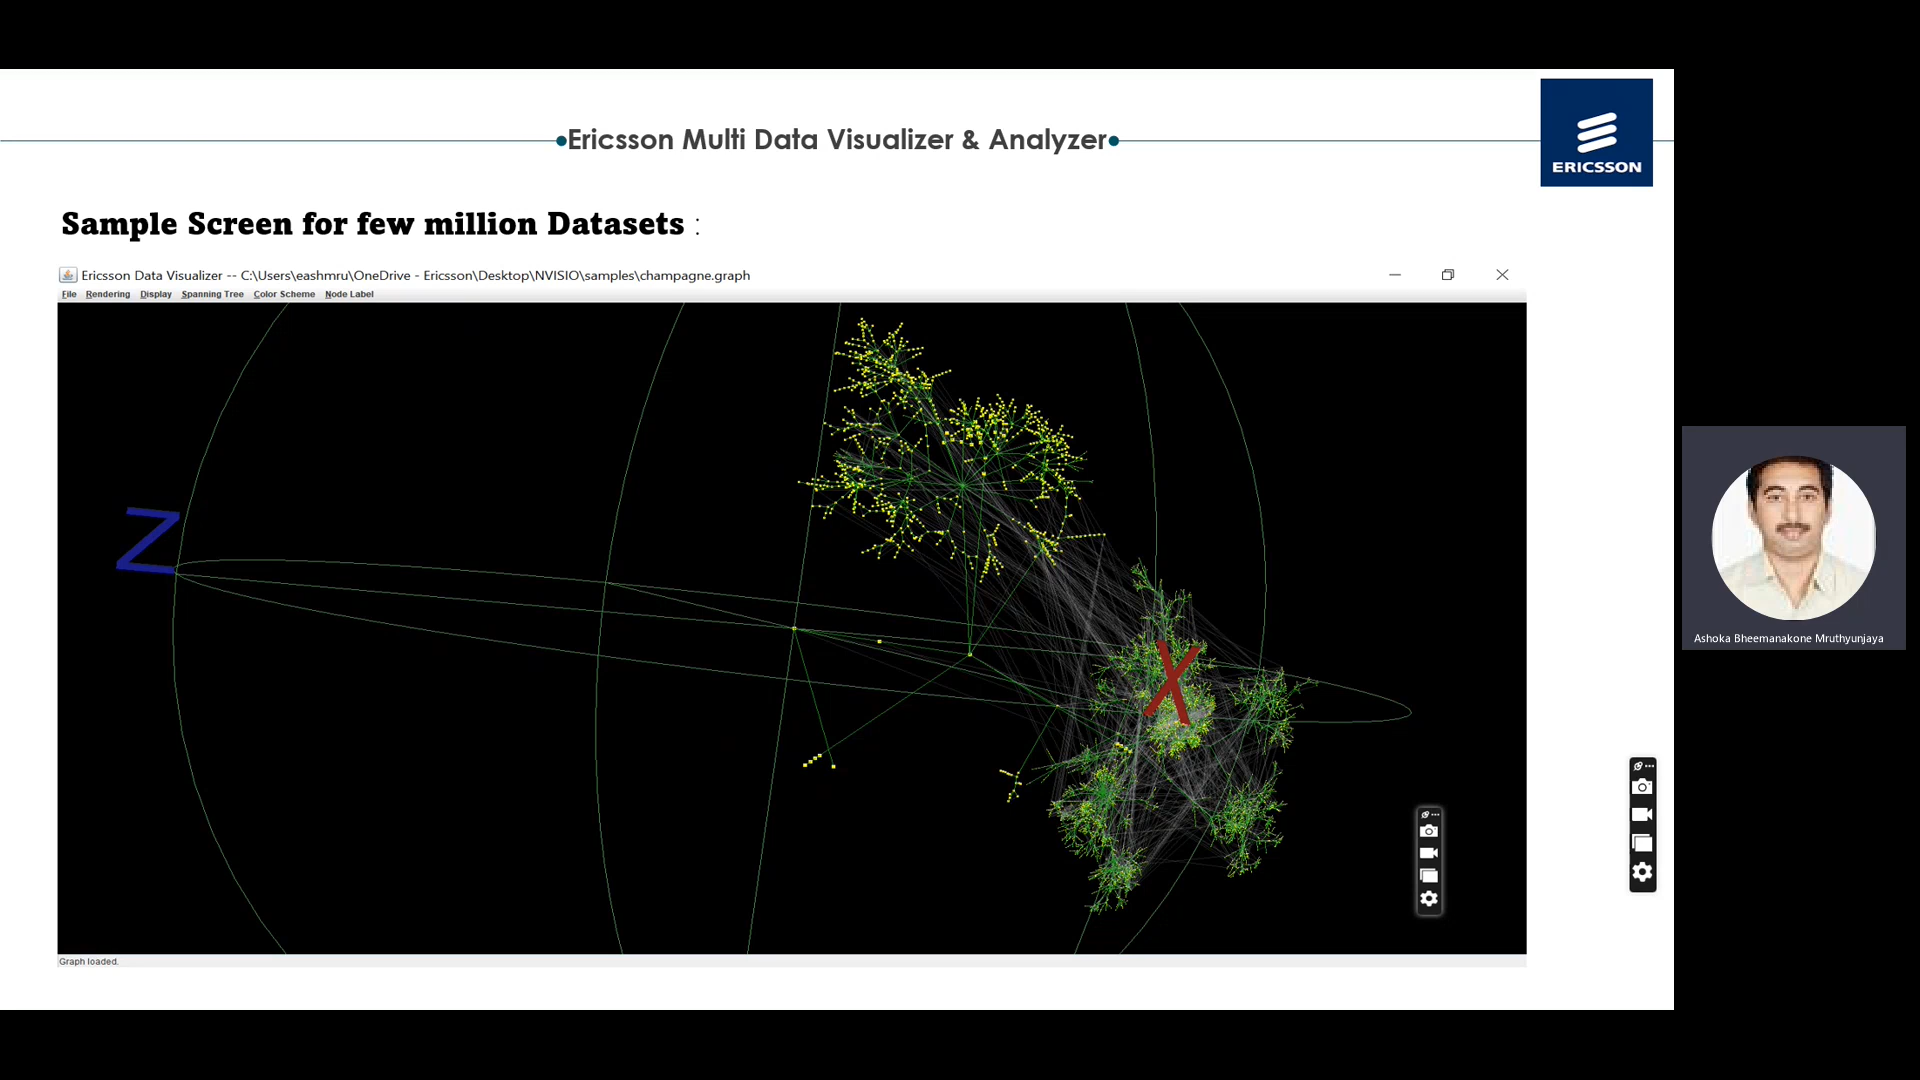 Ericsson Multi Data Visualizer & Analyzer
ERICSSON
Sample Screen for few million Datasets :
Ericsson Data Visualizer -- C:\Users\eashmru\OneDrive - Ericsson\Desktop\NVISIO\samples\champagne.graph
File Rendering Display Spanning Tree Color Scheme Node Label
Z
X
Ashoka Bheemanakone Mruthyunjaya
Graph loaded.